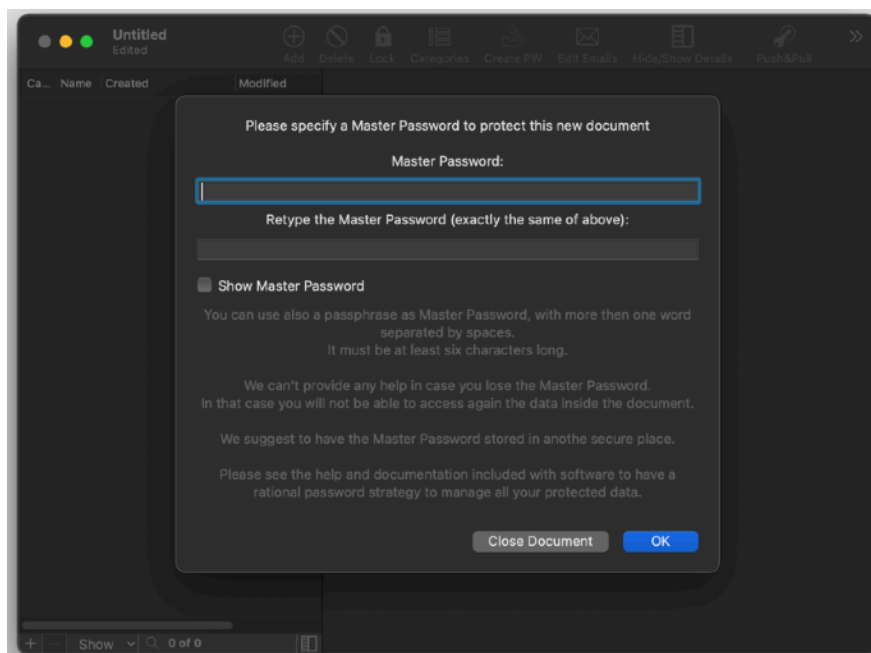 Untitled
Edited
Add Delete Lock Categories Create PW Edit Emails Hide/Show Details Push&Pull
Ca... Name Created Modified
Please specify a Master Password to protect this new document
Master Password:
Retype the Master Password (exactly the same of above):
Show Master Password
You can use also a passphrase as Master Password, with more then one word
separated by spaces.
It must be at least six characters long.
We can't provide any help in case you lose the Master Password.
In that case you will not be able to access again the data inside the document.
We suggest to have the Master Password stored in anothe secure place.
Please see the help and documentation included with software to have a
rational password strategy to manage all your protected data.
Close Document OK
Show 0 of 0